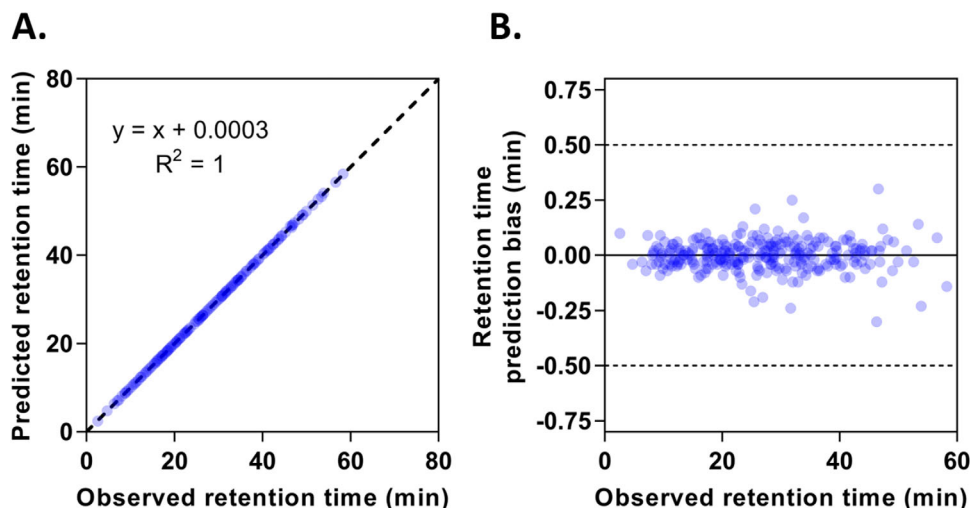 A.
Predicted retention time (min)
80
60
40
20
0
y = x + 0.0003
R² = 1
0 20 40 60 80
Observed retention time (min)
B.
Retention time
prediction bias (min)
0.75
0.50
0.25
0.00
-0.25
-0.50
-0.75
0 20 40 60
Observed retention time (min)